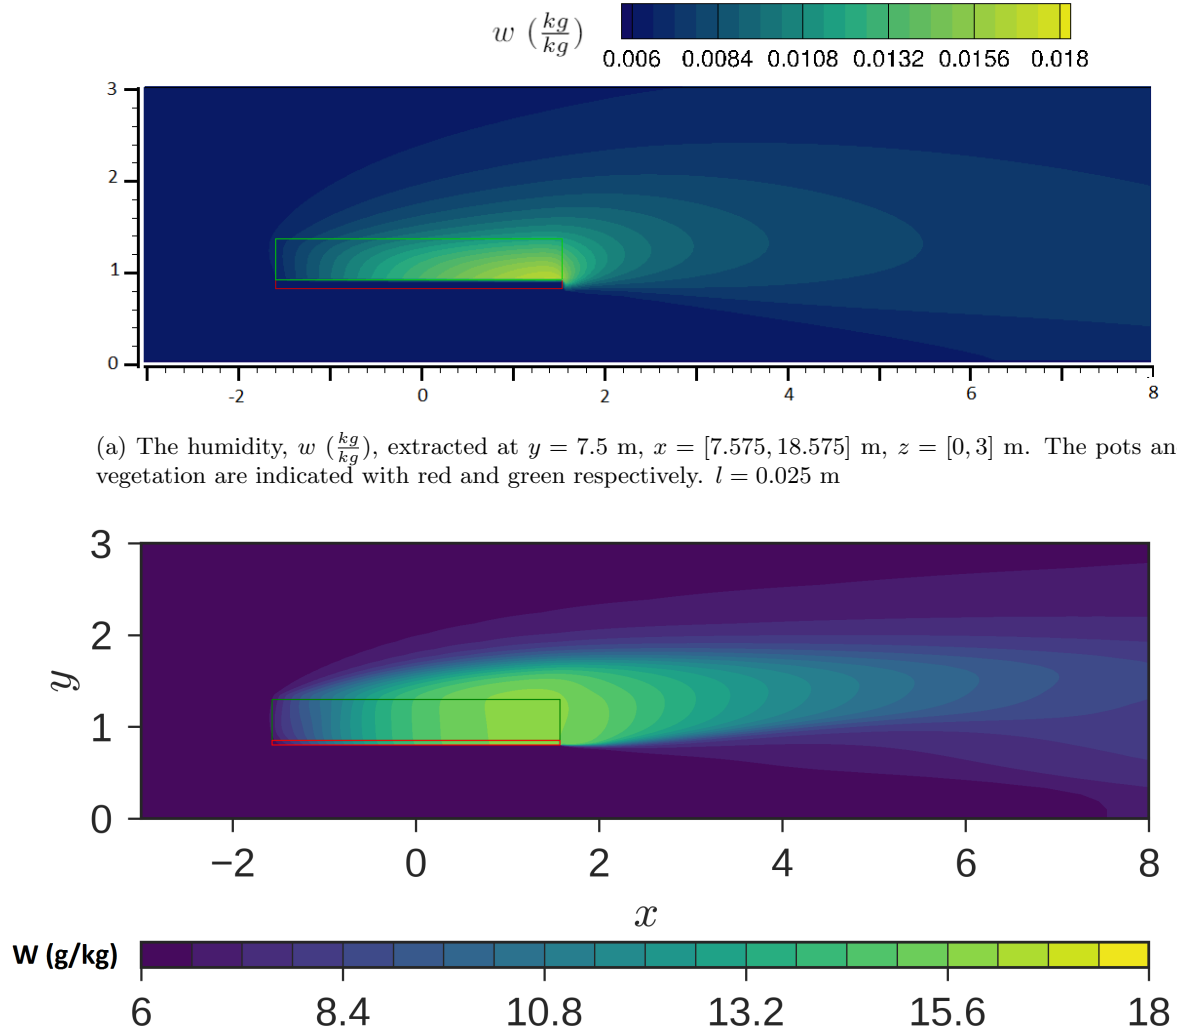 w (kg/kg)
0.006 0.0084 0.0108 0.0132 0.0156 0.018
3
2
1
0
-2 0 2 4 6 8
(a) The humidity, w (kg/kg), extracted at y = 7.5 m, x = [7.575, 18.575] m, z = [0, 3] m. The pots an
vegetation are indicated with red and green respectively. l = 0.025 m
3
2
y
1
0
−2 0 2 4 6 8
x
W (g/kg)
6 8.4 10.8 13.2 15.6 18